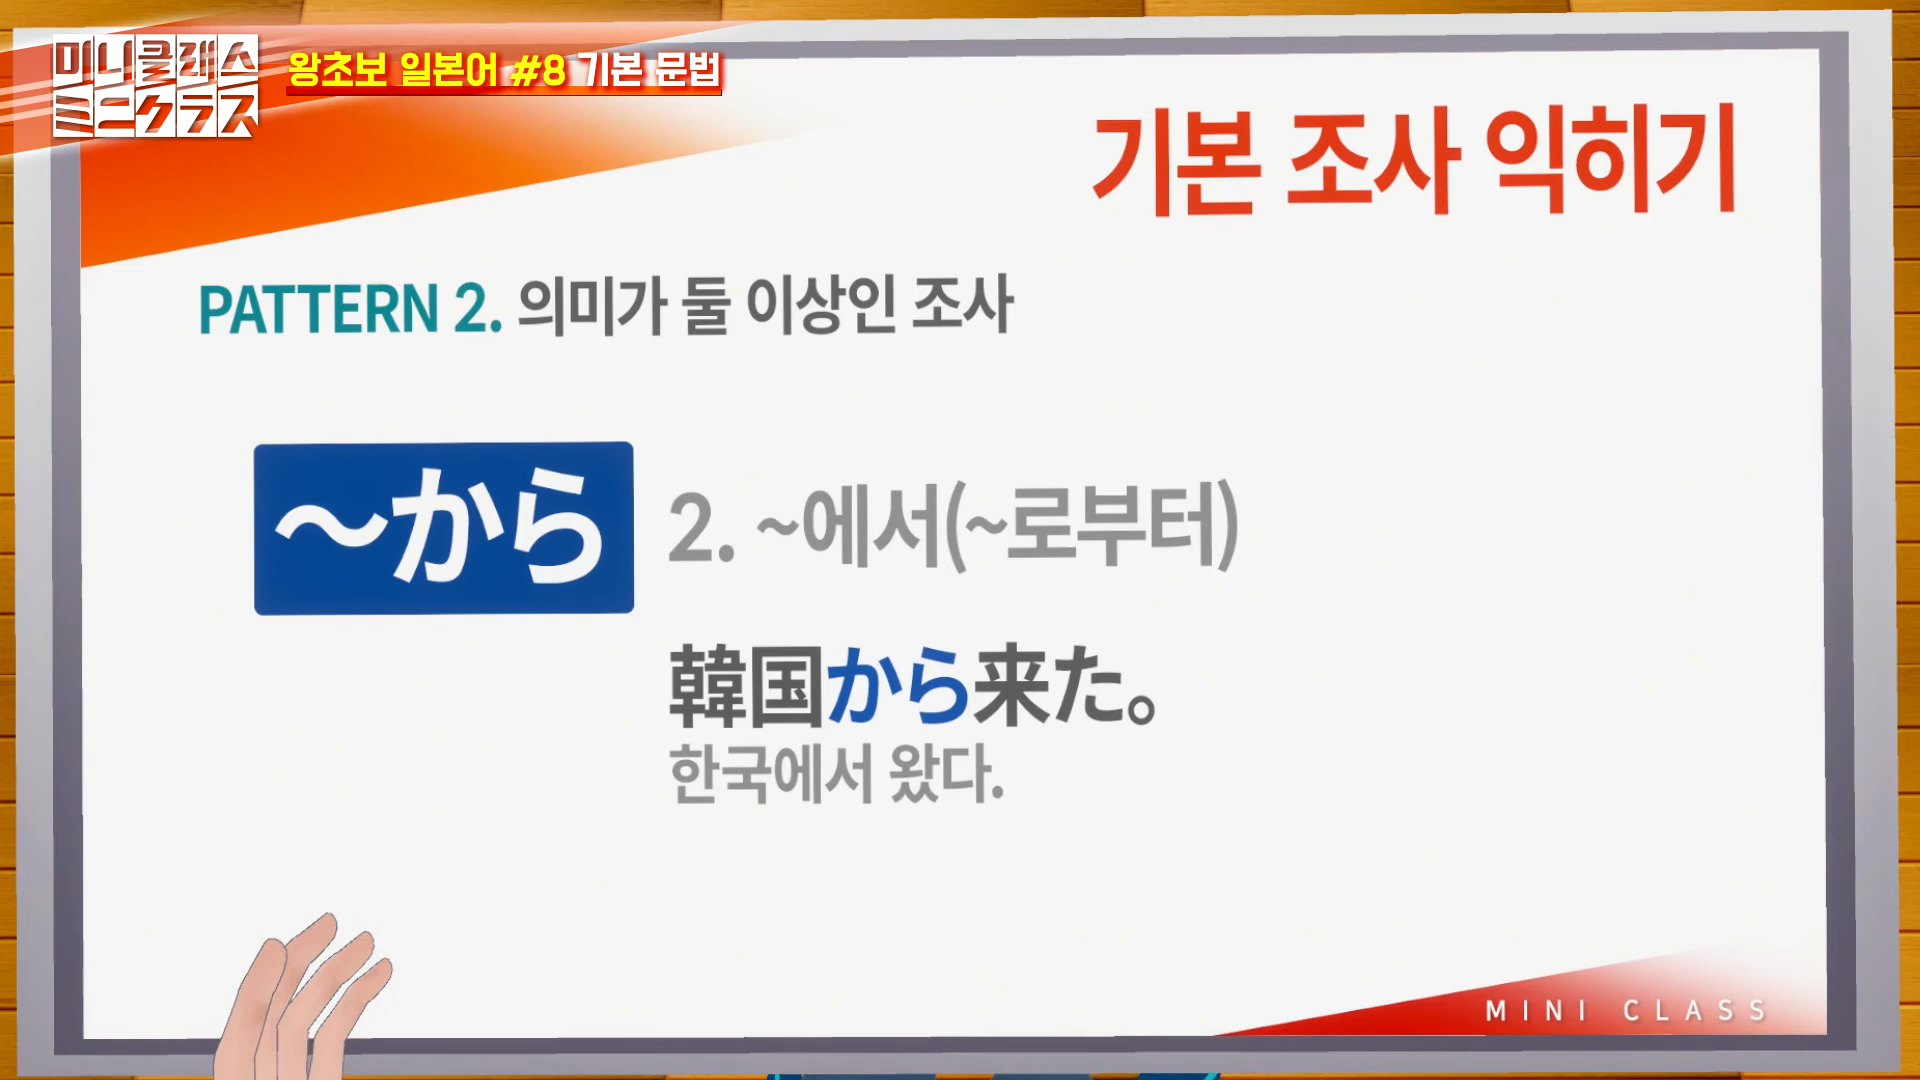 미니클래스
ミニクラス
왕초보 일본어 #8 기본 문법
기본 조사 익히기
PATTERN 2. 의미가 둘 이상인 조사
~から
2. ~에서(~로부터)
韓国から来た。
한국에서 왔다.
MINI CLASS